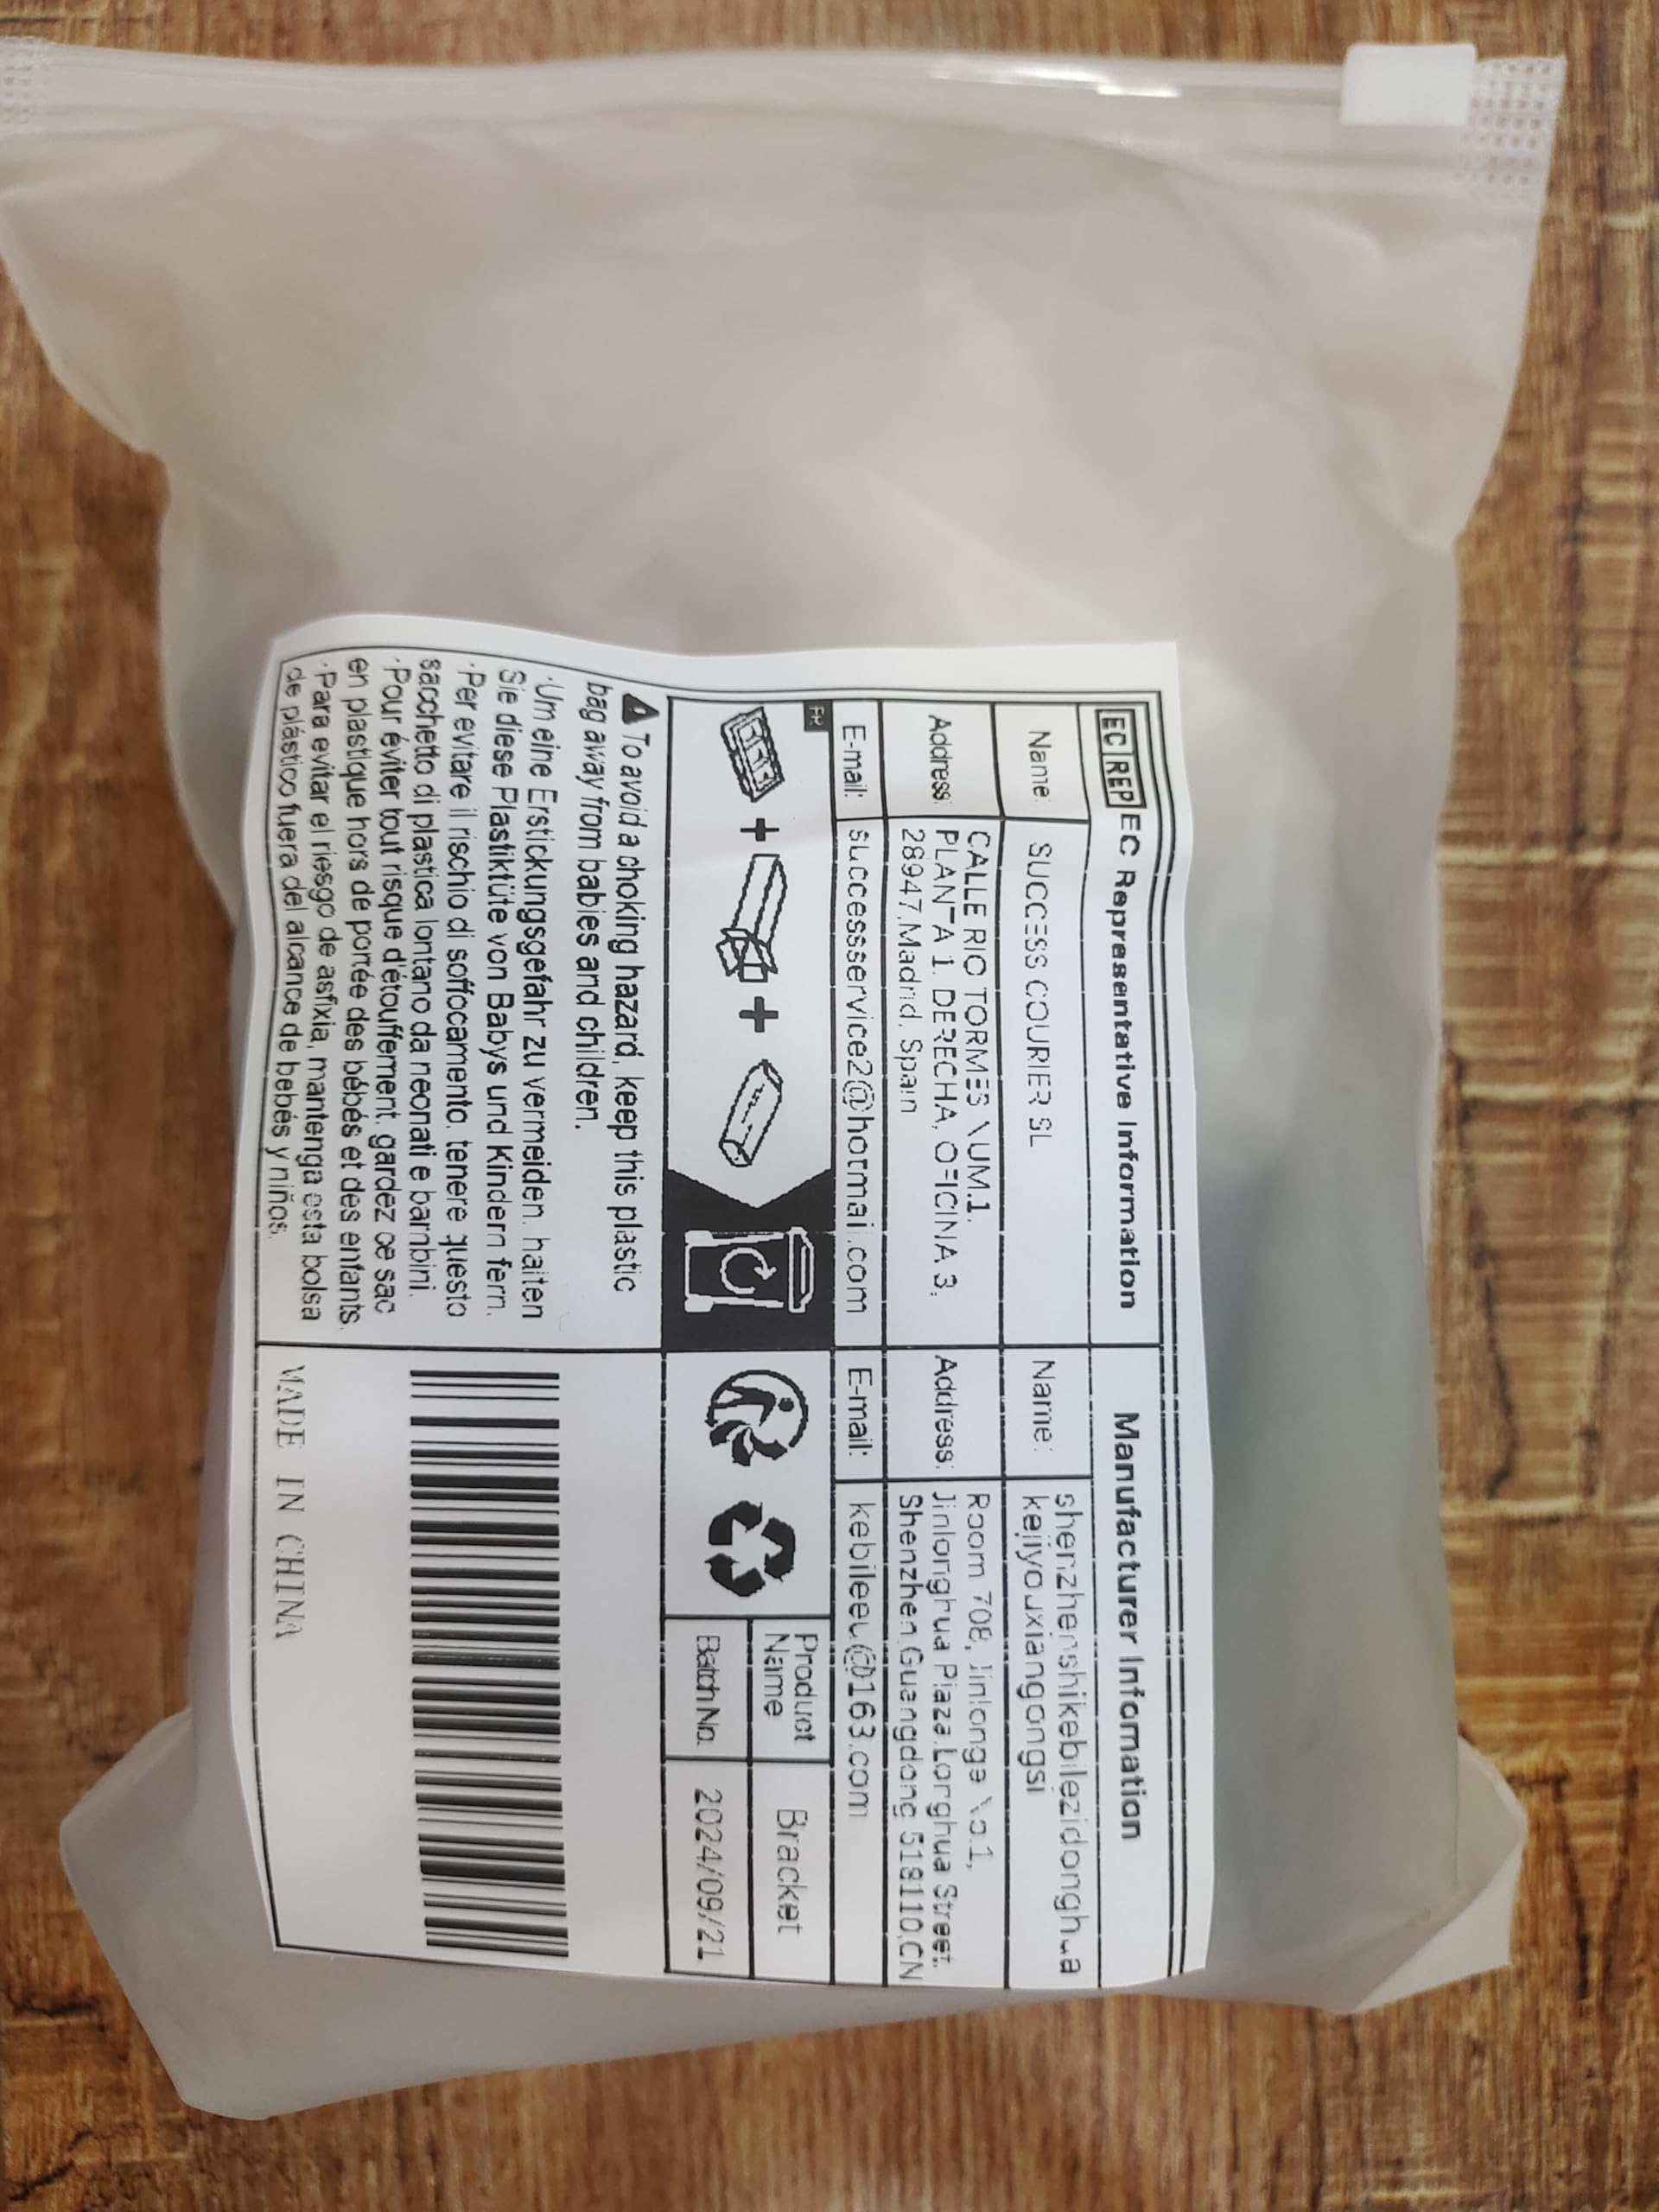 EC REP EC Representative Information
Name: SUCCESS COURIER SL
Address: CALLE RIO TORMES NUM.1,
PLANTA 1, DERECHA, OFICINA 3,
28947,Madrid, Spain
E-mail: successservice2@hotmail.com
Manufacturer Infomation
Name: shenzhenshikebilezidonghua
kejiyouxiangongsi
Address: Room 708, Jinlonge No.1,
Jinlonghua Plaza,Longhua Street,
Shenzhen,Guangdong 518110,CN
E-mail: kebileeu@163.com
FR
Product
Name
Bracket
Batch No. 2024/09/21
To avoid a choking hazard, keep this plastic
bag away from babies and children.
·Um eine Erstickungsgefahr zu vermeiden, halten
Sie diese Plastiktüte von Babys und Kindern fern.
·Per evitare il rischio di soffocamento, tenere questo
sacchetto di plastica lontano da neonati e bambini.
·Pour éviter tout risque d'étouffement, gardez ce sac
en plastique hors de portée des bébés et des enfants.
·Para evitar el riesgo de asfixia, mantenga esta bolsa
de plástico fuera del alcance de bebés y niños.
MADE IN CHINA